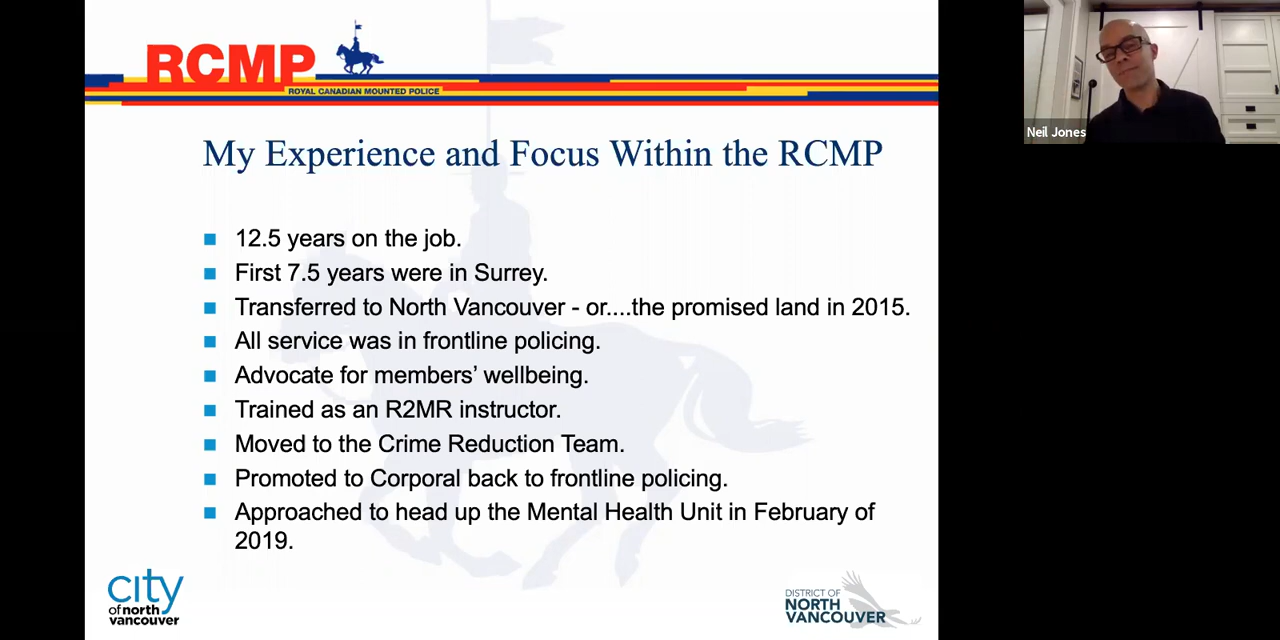 RCMP
ROYAL CANADIAN MOUNTED POLICE
Neil Jones
My Experience and Focus Within the RCMP
12.5 years on the job.
First 7.5 years were in Surrey.
Transferred to North Vancouver - or....the promised land in 2015.
All service was in frontline policing.
Advocate for members' wellbeing.
Trained as an R2MR instructor.
Moved to the Crime Reduction Team.
Promoted to Corporal back to frontline policing.
Approached to head up the Mental Health Unit in February of
2019.
city
of north
vancouver
DISTRICT OF
NORTH
VANCOUVER